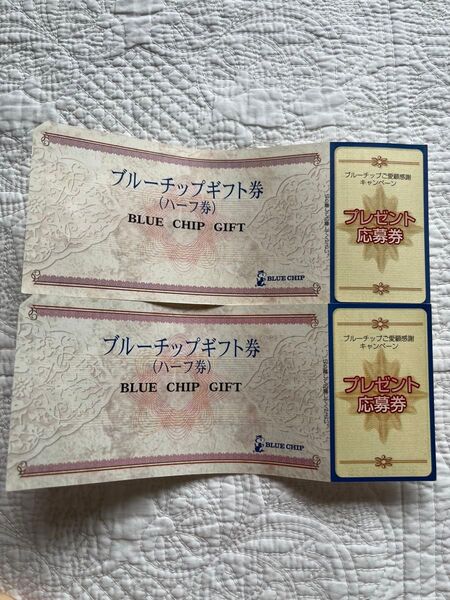 ブルーチップギフト券
(ハーフ券)
BLUE CHIP GIFT
BLUE CHIP
ブルーチップご愛顧感謝
キャンペーン
プレゼント
応募券
ブルーチップギフト券
(ハーフ券)
BLUE CHIP GIFT
BLUE CHIP
ブルーチップご愛顧感謝
キャンペーン
プレゼント
応募券